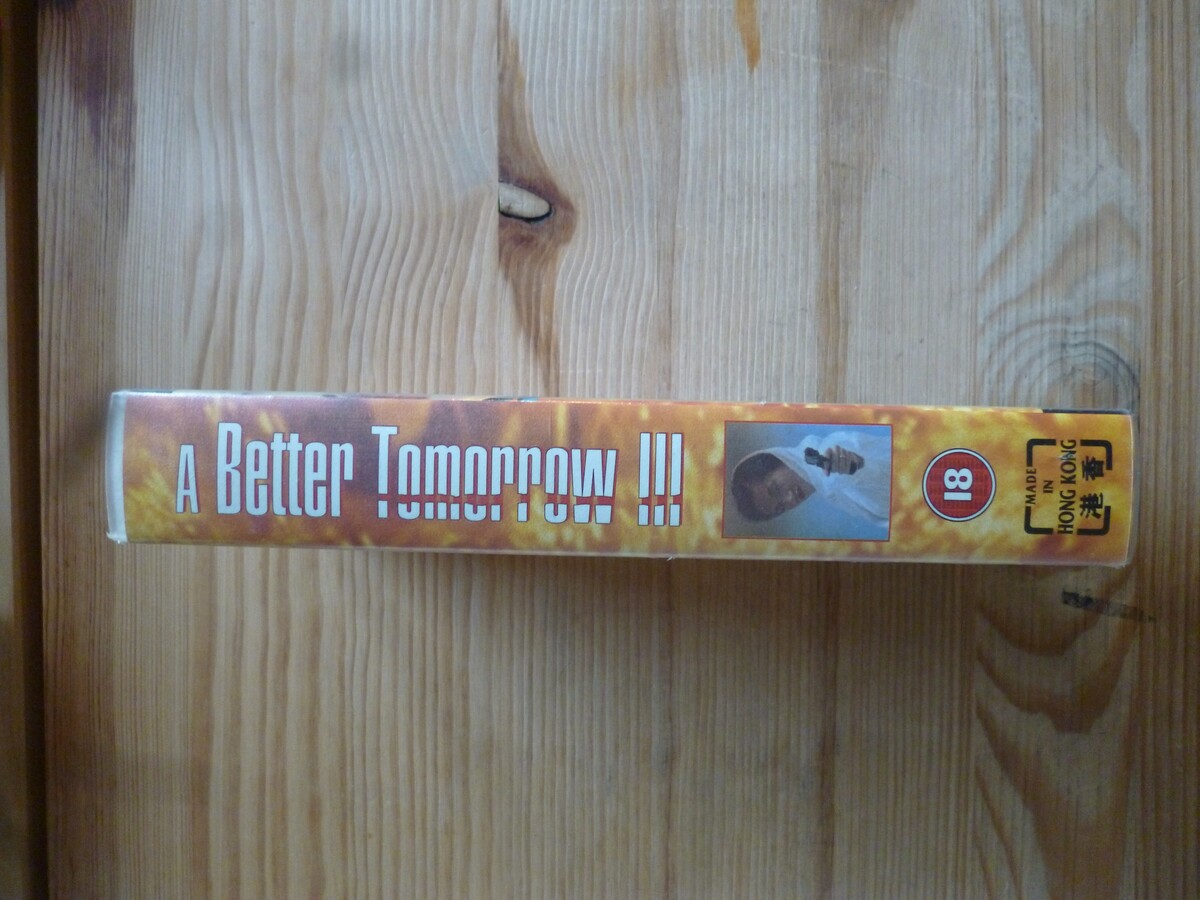 A Better Tomorrow III
18
MADE
IN
HONG KONG
香港